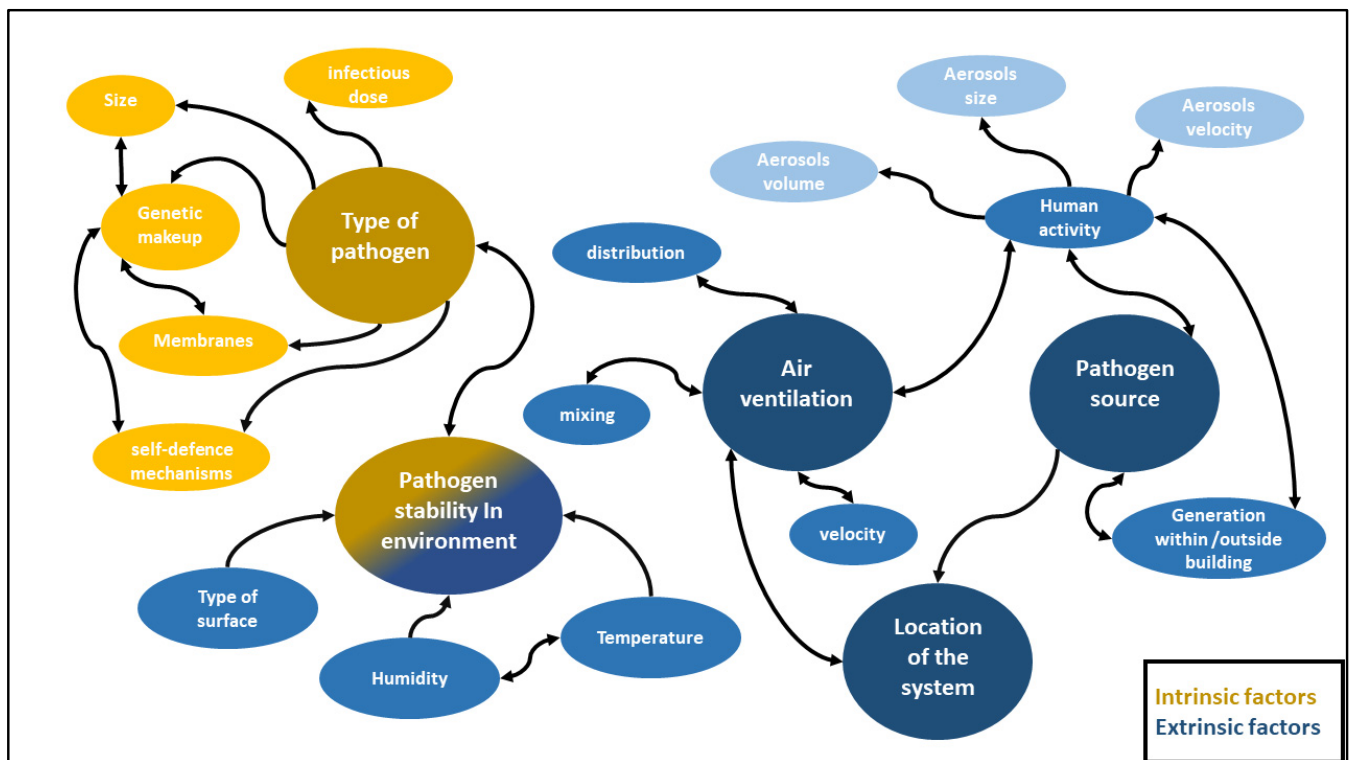 infectious
dose
Size
Genetic
makeup
Type of
pathogen
Membranes
self-defence
mechanisms
Pathogen
stability In
environment
Type of
surface
Humidity
Temperature
Aerosols
size
Aerosols
velocity
Aerosols
volume
Human
activity
distribution
Air
ventilation
mixing
velocity
Pathogen
source
Generation
within /outside
building
Location
of the
system
Intrinsic factors
Extrinsic factors